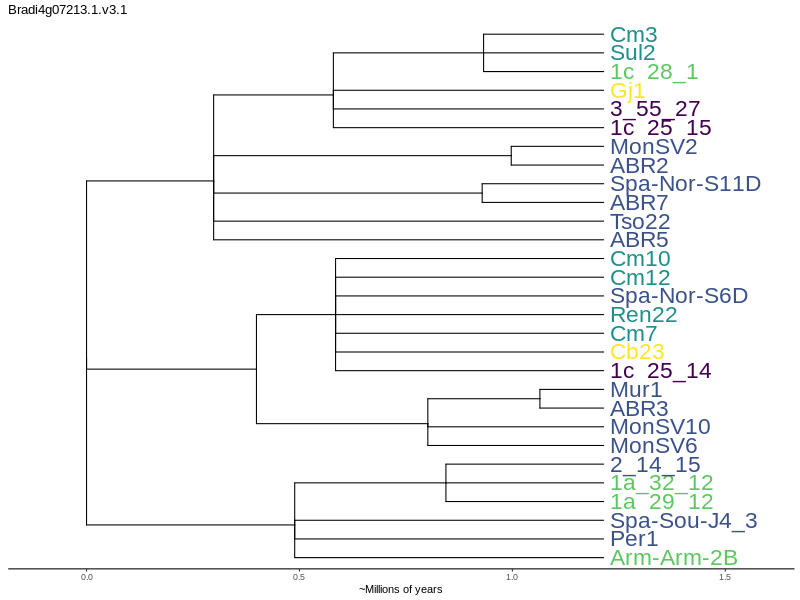 Bradi4g07213.1.v3.1
Cm3
Sul2
1c_28_1
Gj1
3_55_27
1c_25_15
MonSV2
ABR2
Spa-Nor-S11D
ABR7
Tso22
ABR5
Cm10
Cm12
Spa-Nor-S6D
Ren22
Cm7
Cb23
1c_25_14
Mur1
ABR3
MonSV10
MonSV6
2_14_15
1a_32_12
1a_29_12
Spa-Sou-J4_3
Per1
Arm-Arm-2B
0.0 0.5 1.0 1.5
~Millions of years